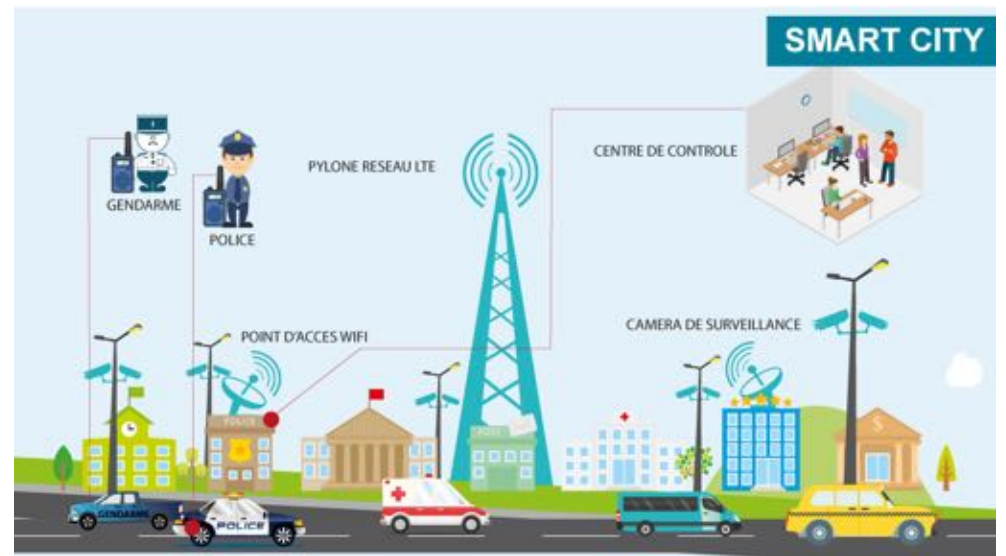 SMART CITY
PYLONE RESEAU LTE
CENTRE DE CONTROLE
GENDARME
POLICE
POINT D'ACCES WIFI
CAMERA DE SURVEILLANCE
POLICE
POST
$
GENDARME
POLICE